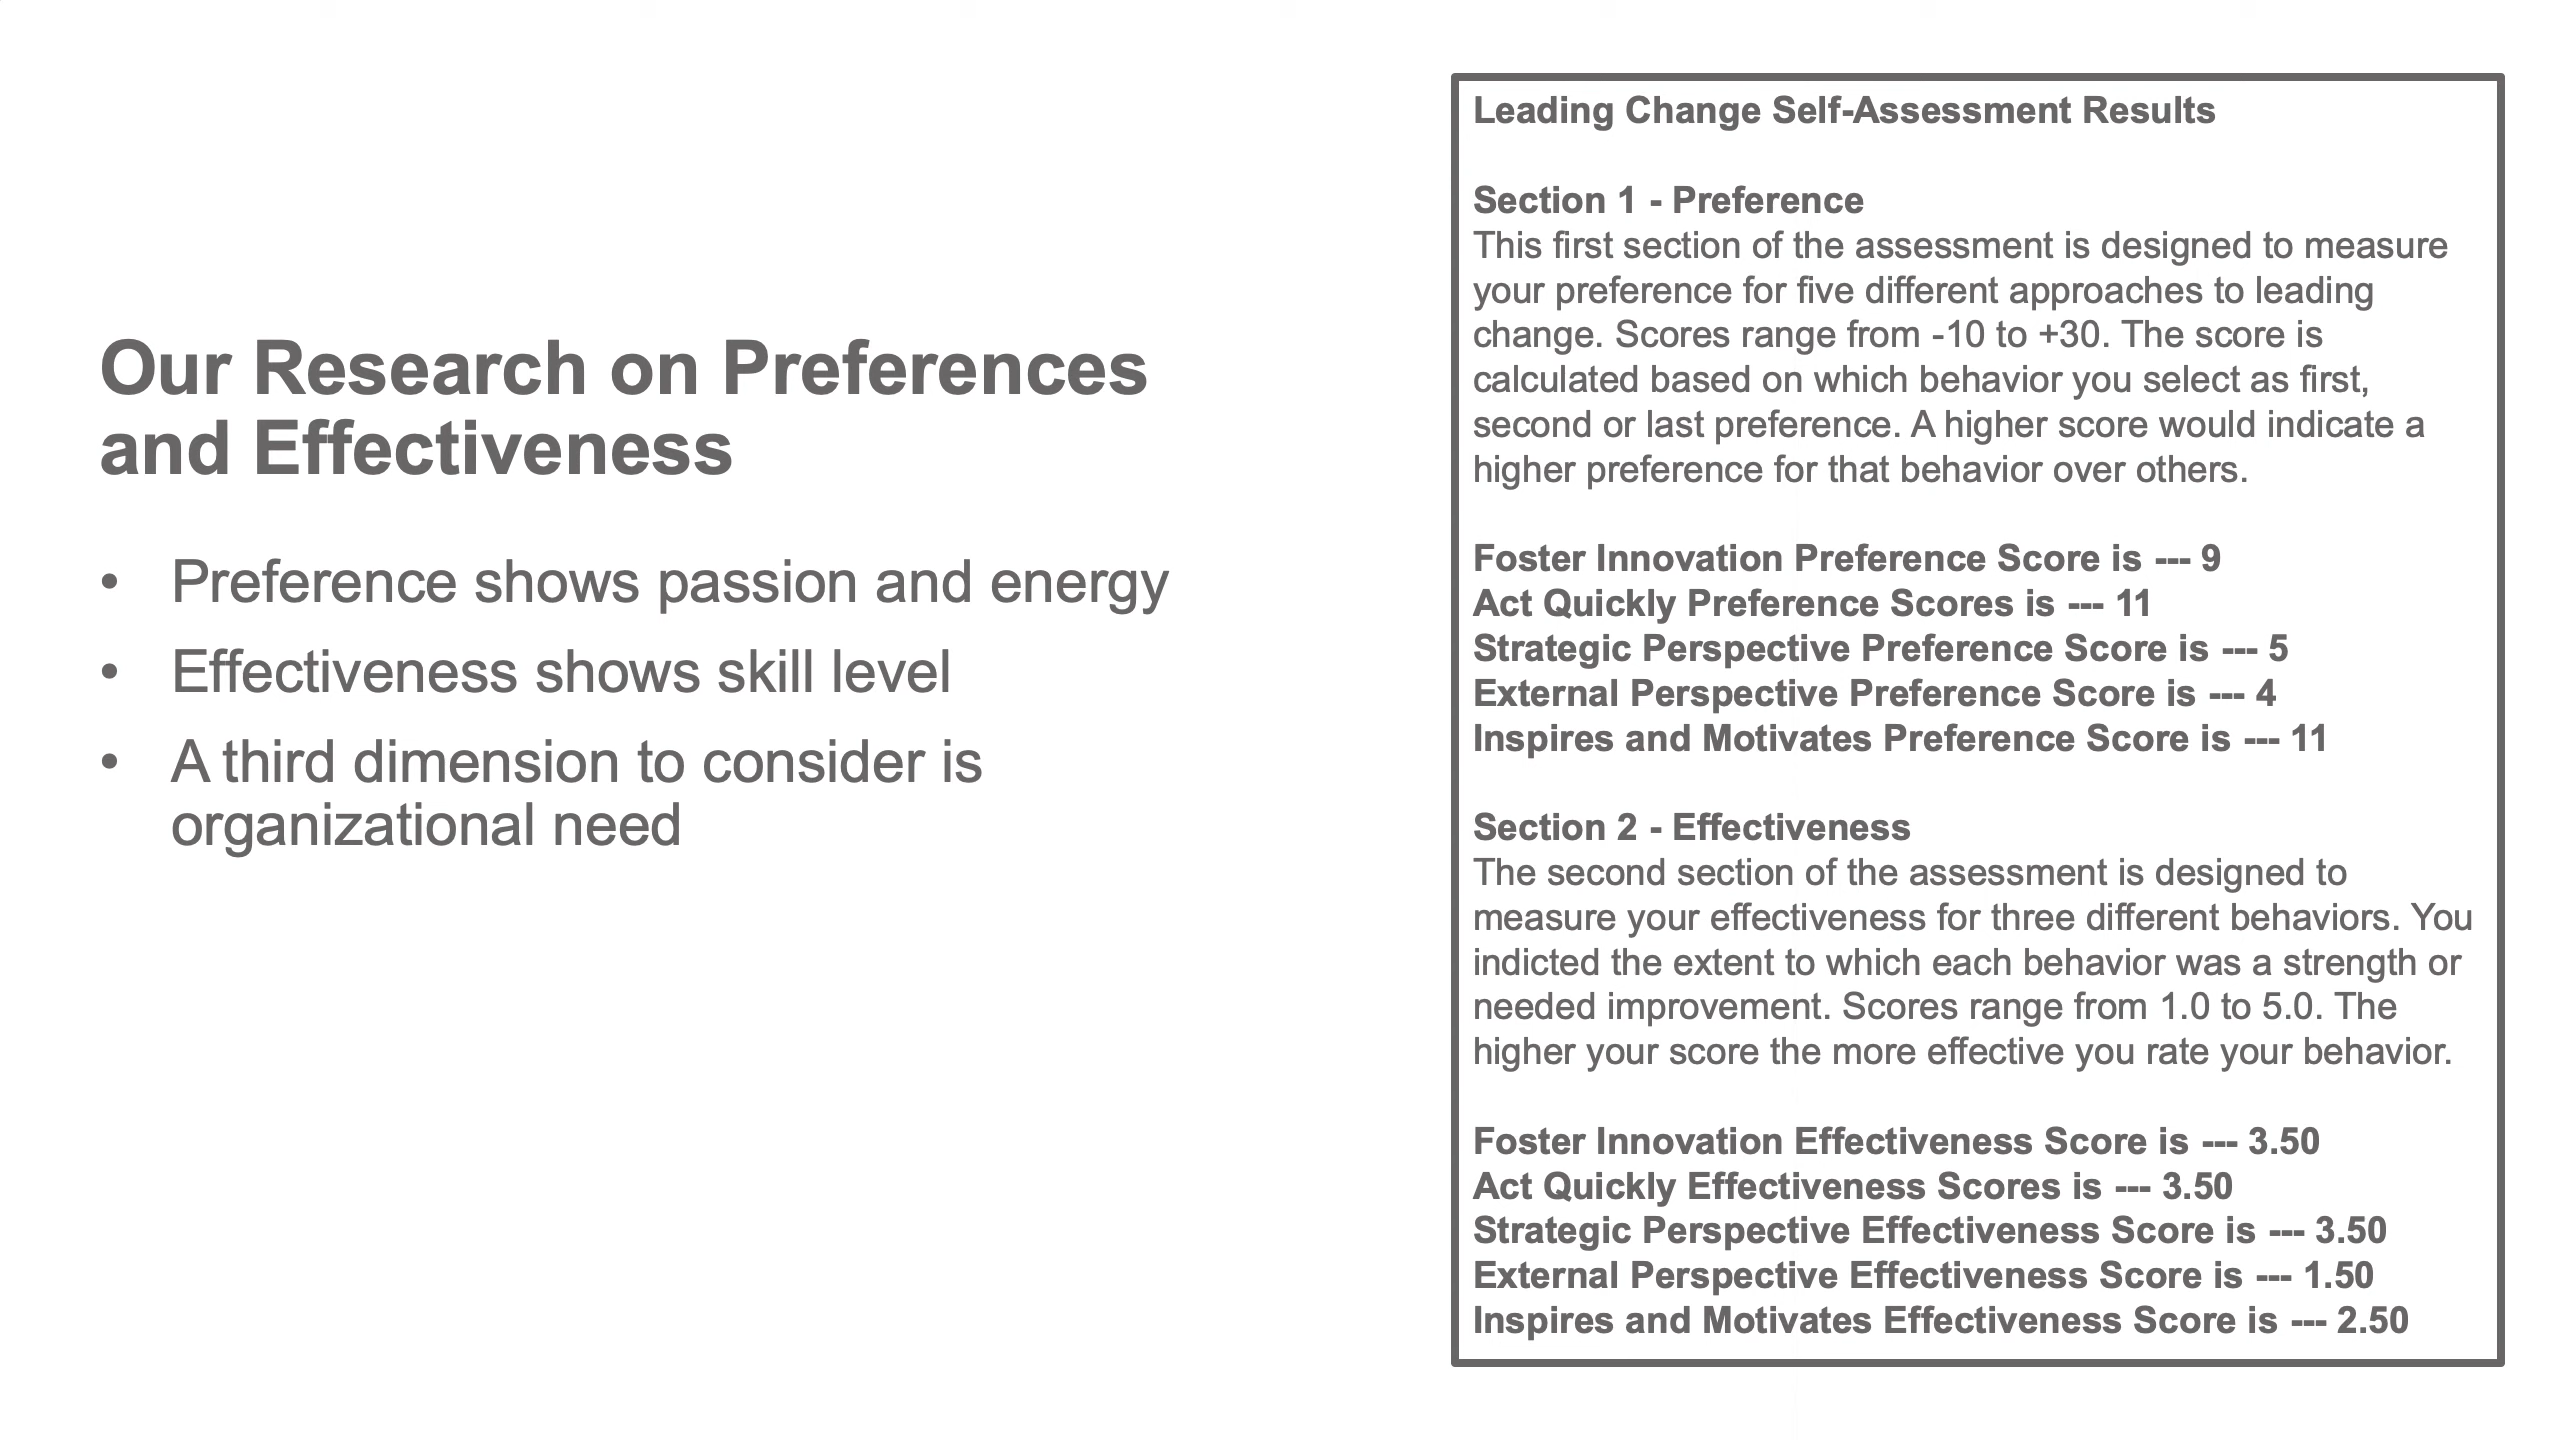 Our Research on Preferences
and Effectiveness
• Preference shows passion and energy
• Effectiveness shows skill level
• A third dimension to consider is
organizational need
Leading Change Self-Assessment Results
Section 1 - Preference
This first section of the assessment is designed to measure
your preference for five different approaches to leading
change. Scores range from -10 to +30. The score is
calculated based on which behavior you select as first,
second or last preference. A higher score would indicate a
higher preference for that behavior over others.
Foster Innovation Preference Score is --- 9
Act Quickly Preference Scores is --- 11
Strategic Perspective Preference Score is --- 5
External Perspective Preference Score is --- 4
Inspires and Motivates Preference Score is --- 11
Section 2 - Effectiveness
The second section of the assessment is designed to
measure your effectiveness for three different behaviors. You
indicted the extent to which each behavior was a strength or
needed improvement. Scores range from 1.0 to 5.0. The
higher your score the more effective you rate your behavior.
Foster Innovation Effectiveness Score is --- 3.50
Act Quickly Effectiveness Scores is --- 3.50
Strategic Perspective Effectiveness Score is --- 3.50
External Perspective Effectiveness Score is --- 1.50
Inspires and Motivates Effectiveness Score is --- 2.50